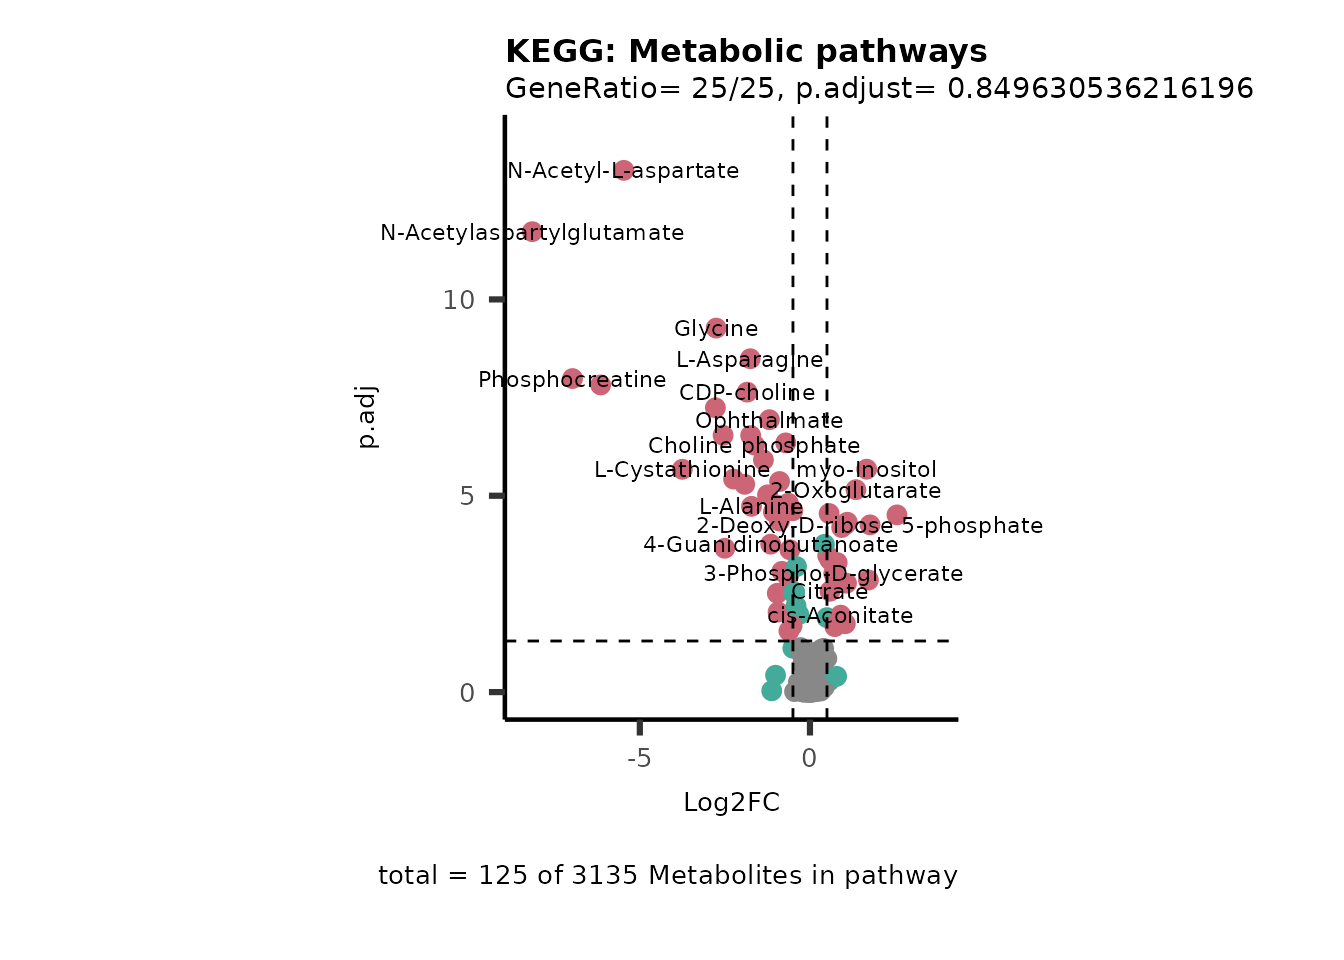 KEGG: Metabolic pathways
GeneRatio= 25/25, p.adjust= 0.849630536216196
N-Acetyl-L-aspartate
N-Acetylaspartylglutamate
10
Glycine
L-Asparagine
Phosphocreatine
CDP-choline
p.adj
Ophthalmate
Choline phosphate
L-Cystathionine
myo-Inositol
2-Oxoglutarate
5
L-Alanine
2-Deoxy-D-ribose 5-phosphate
4-Guanidinobutanoate
3-Phospho-D-glycerate
Citrate
cis-Aconitate
0
-5
0
Log2FC
total = 125 of 3135 Metabolites in pathway